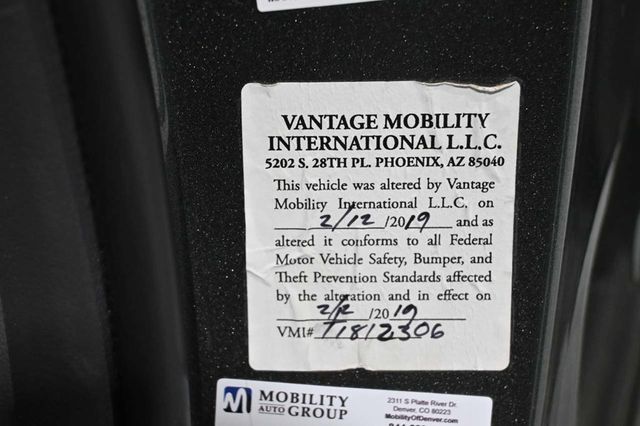 VANTAGE MOBILITY
INTERNATIONAL L.L.C.
5202 S. 28TH PL. PHOENIX, AZ 85040
This vehicle was altered by Vantage
Mobility International L.L.C. on
2/12 /2019 and as
altered it conforms to all Federal
Motor Vehicle Safety, Bumper, and
Theft Prevention Standards affected
by the alteration and in effect on
2/12 /2019
VMI# T1812306
MOBILITY
AUTO GROUP
2311 S Platte River Dr.
Denver, CO 80223
MobilityOfDenver.com